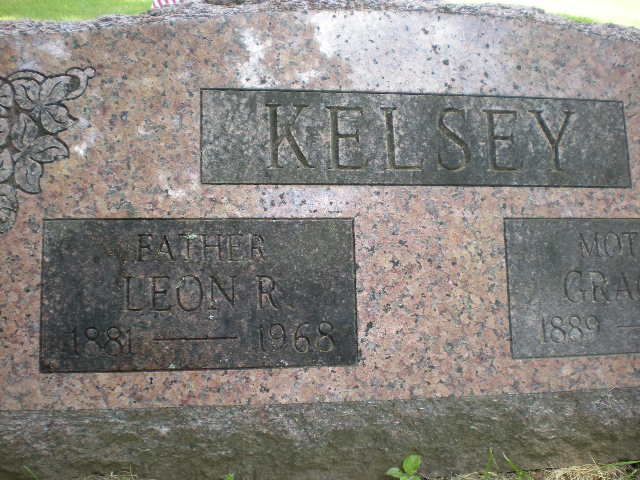 KELSEY
FATHER
LEON R.
1881 — 1968
MOT
GRA
1889 —